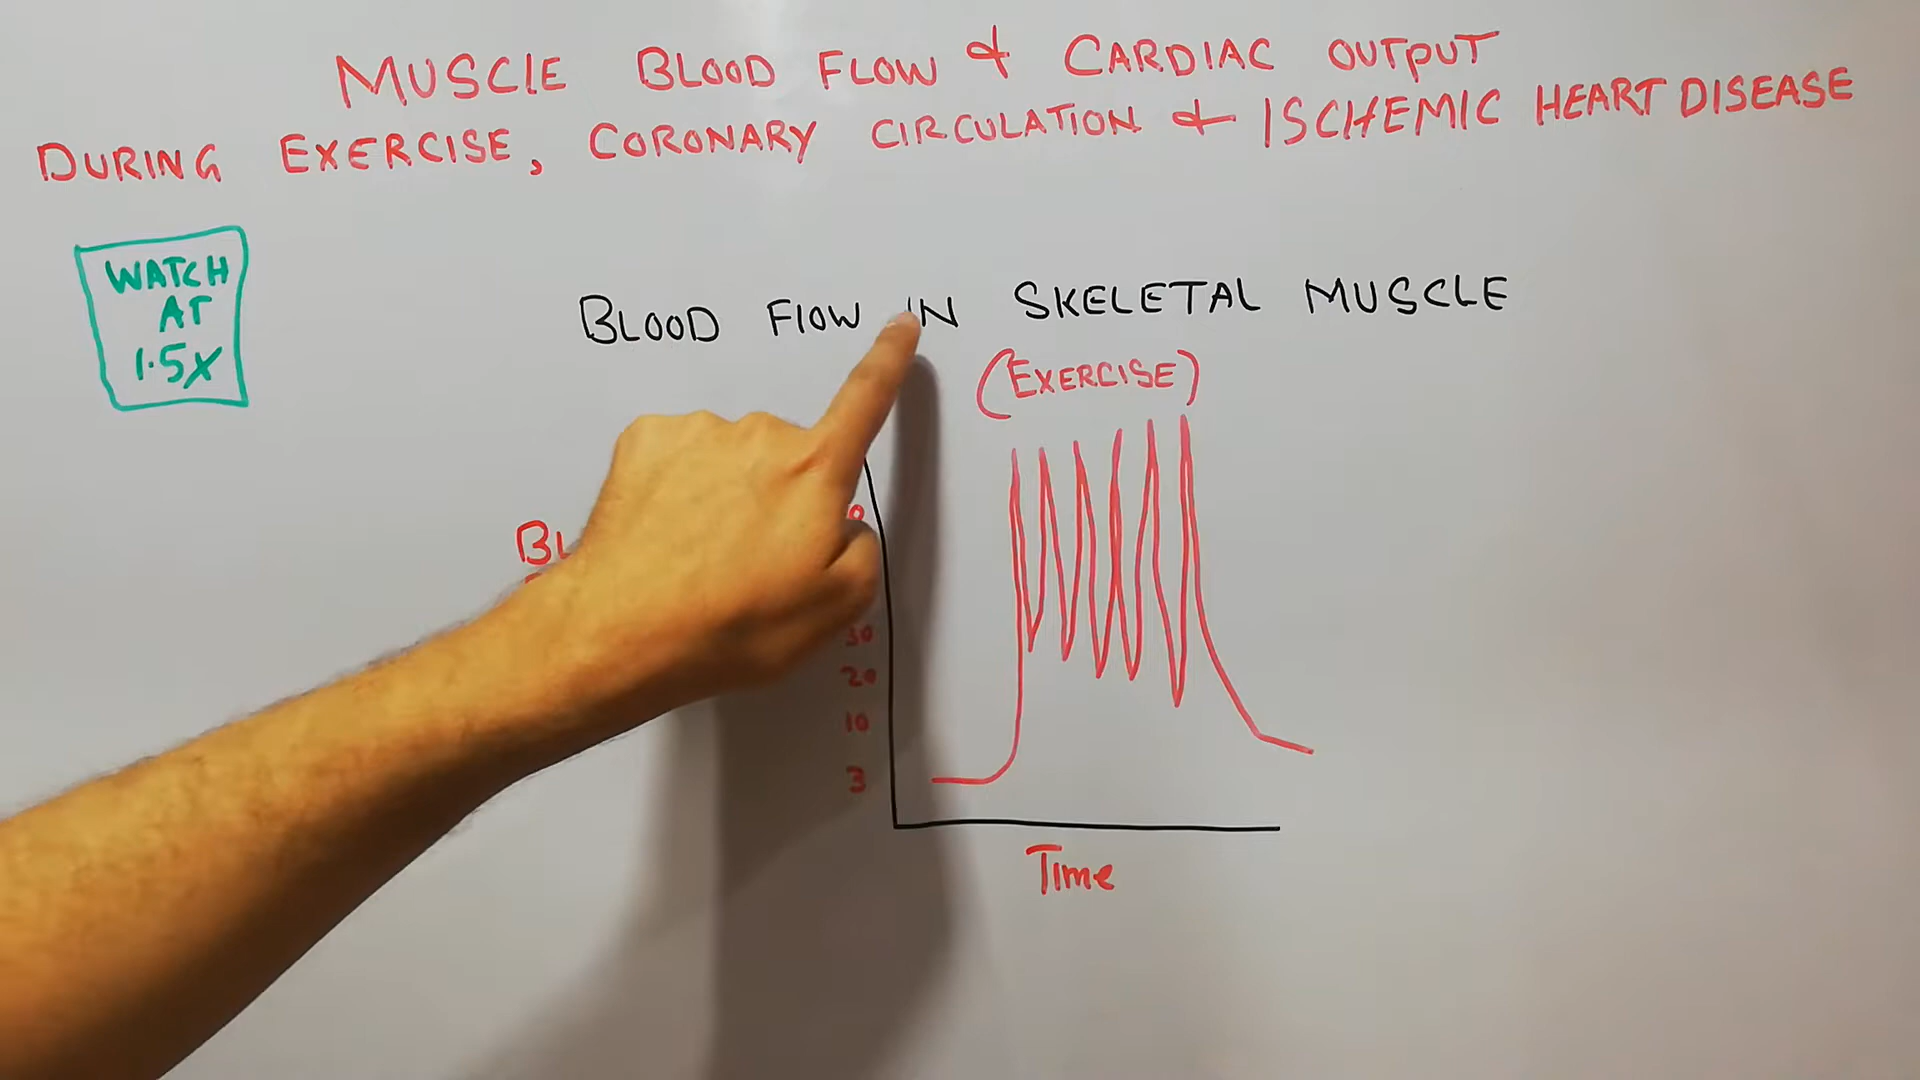 MUSCLE BLOOD FLOW & CARDIAC OUTPUT
DURING EXERCISE, CORONARY CIRCULATION & ISCHEMIC HEART DISEASE
WATCH
AT
1.5X
BLOOD FLOW IN SKELETAL MUSCLE
(EXERCISE)
30
20
10
3
Time